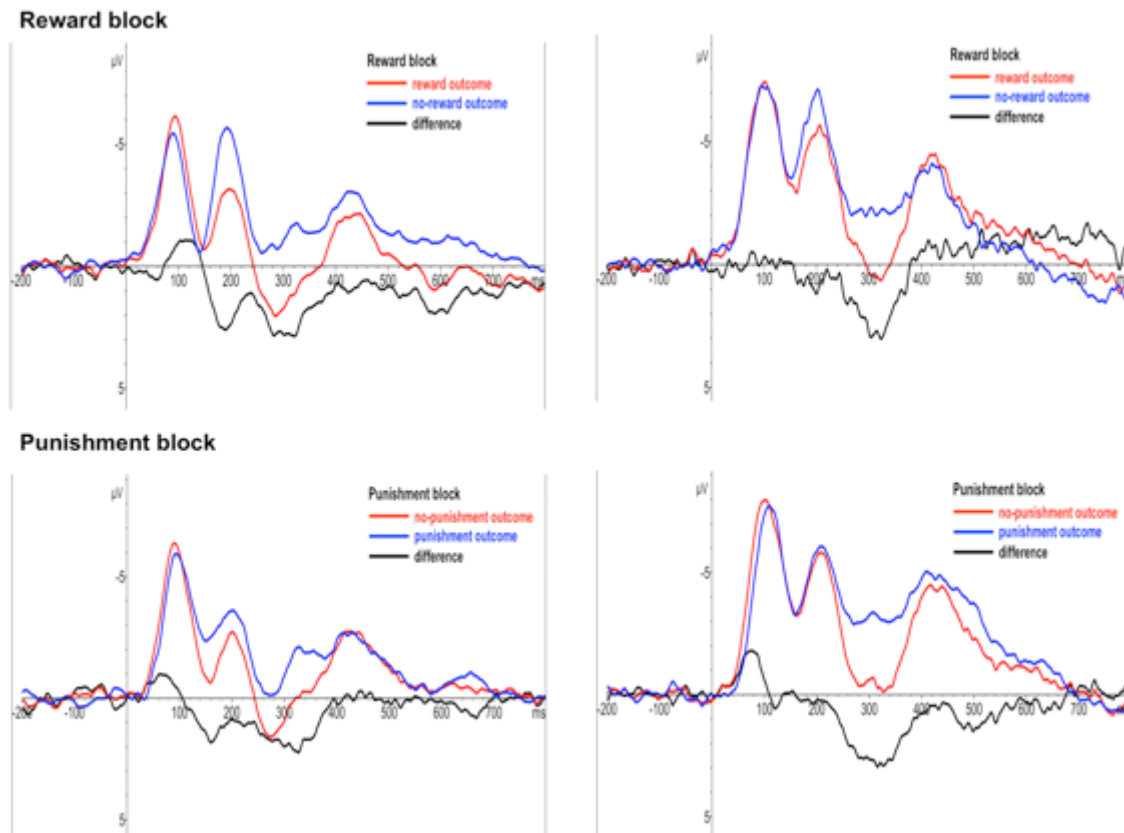 Reward block
µV
Reward block
reward outcome
no-reward outcome
difference
-5
-200 -100 100 200 300 400 500 600 700 ms
5
µV
Reward block
reward outcome
no-reward outcome
difference
-5
-200 -100 100 200 300 400 500 600 700
5
Punishment block
µV
Punishment block
no-punishment outcome
punishment outcome
difference
-5
-200 -100 100 200 300 400 500 600 700 ms
5
µV
Punishment block
no-punishment outcome
punishment outcome
difference
-5
-200 -100 100 200 300 400 500 600 700
5